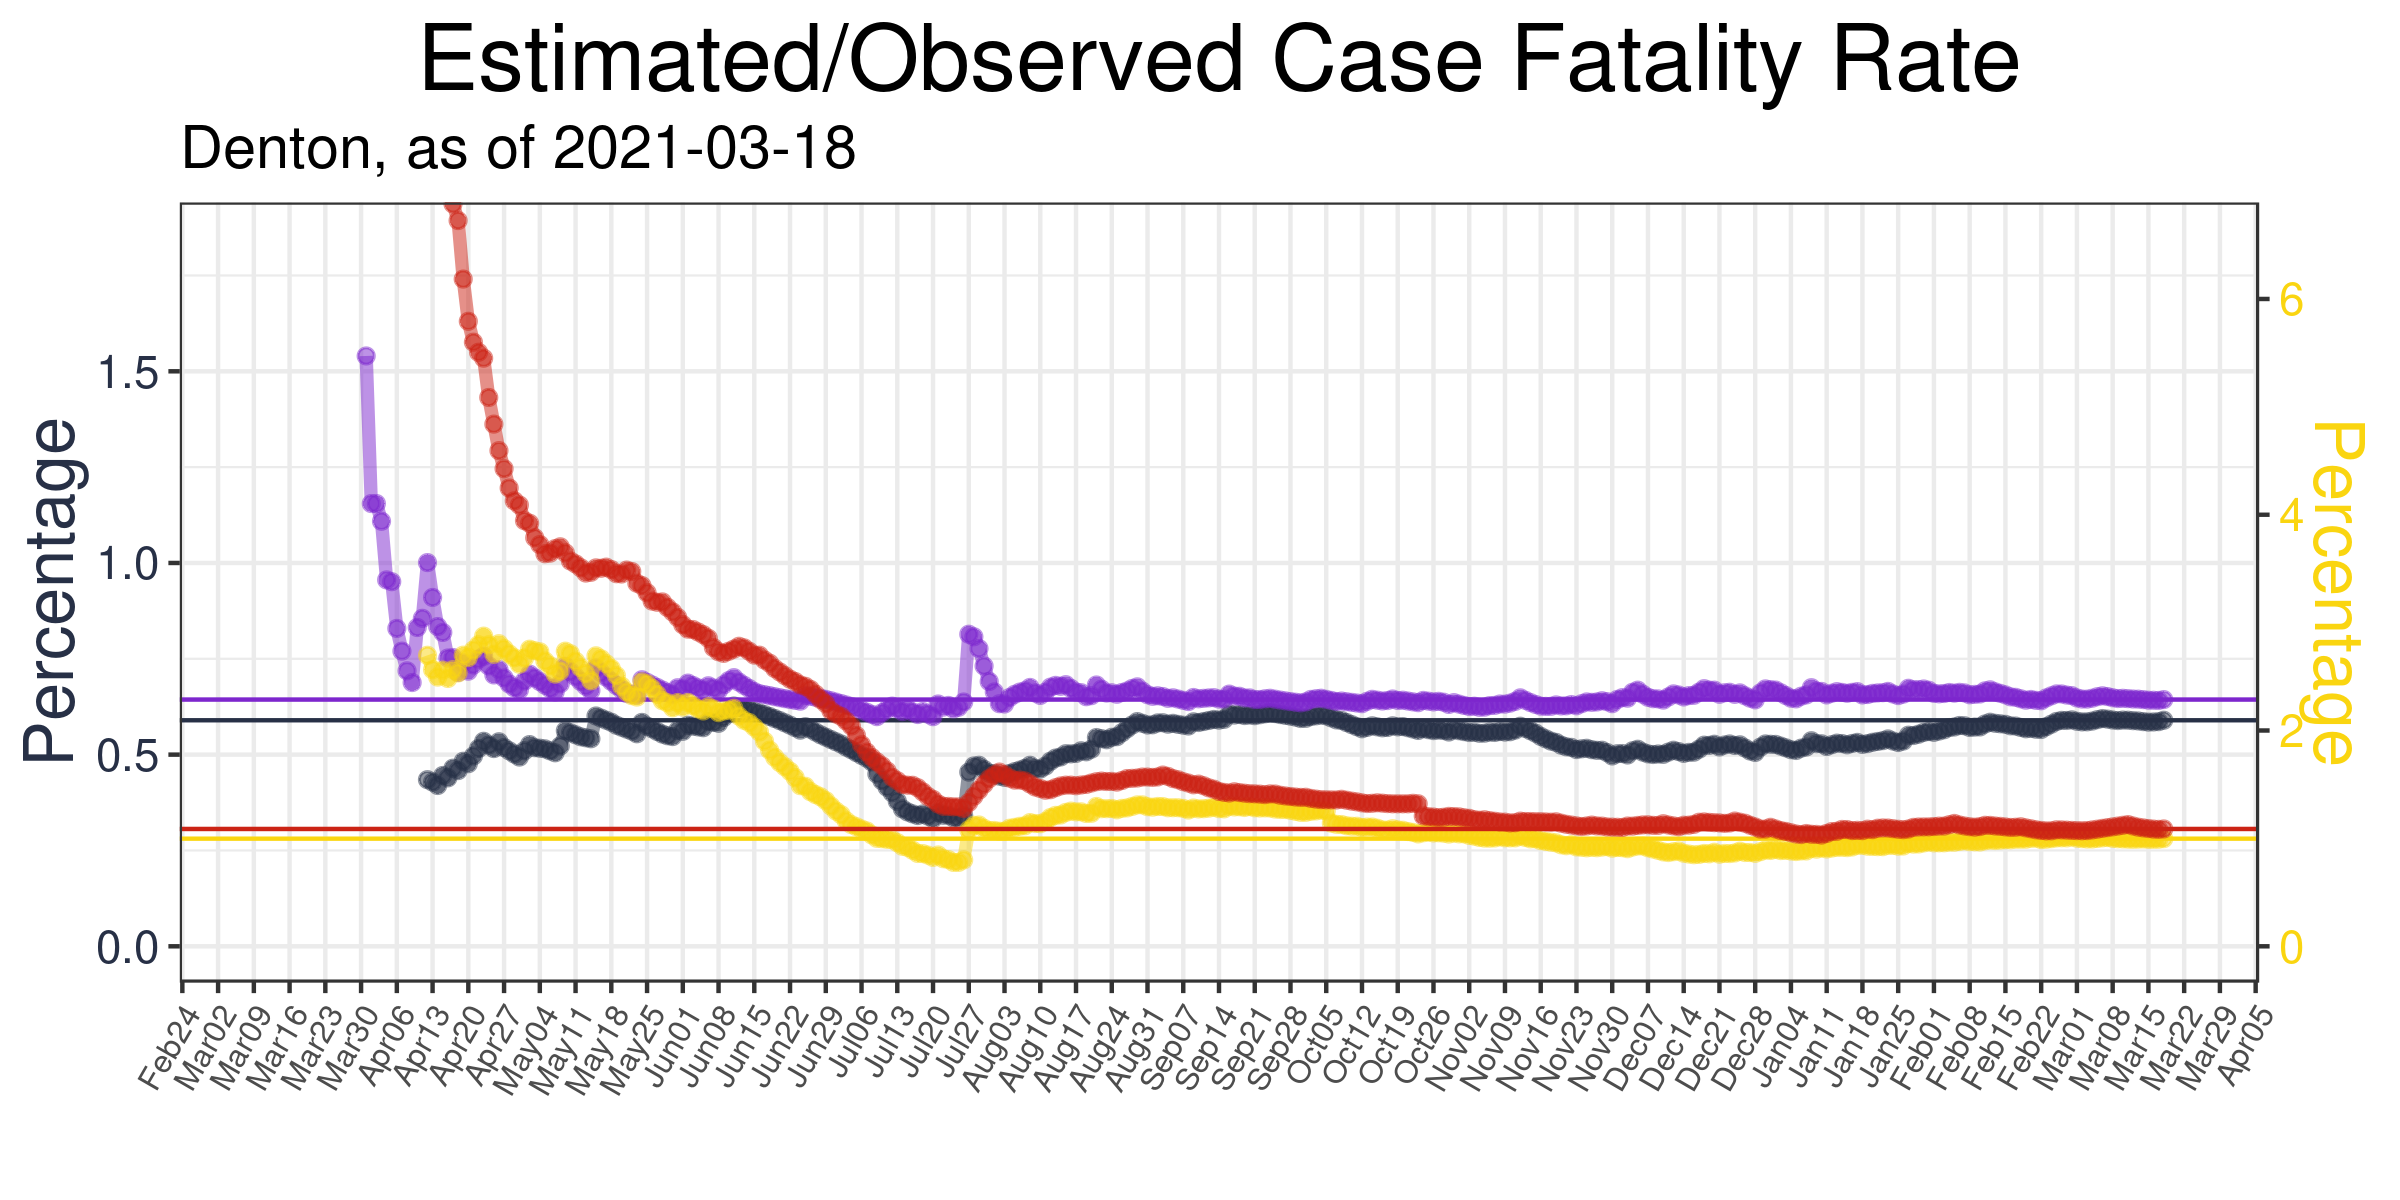 Estimated/Observed Case Fatality Rate
Denton, as of 2021-03-18
Percentage
1.5
1.0
0.5
0.0
6
4
2
0
Percentage
Feb24
Mar02
Mar09
Mar16
Mar23
Mar30
Apr06
Apr13
Apr20
Apr27
May04
May11
May18
May25
Jun01
Jun08
Jun15
Jun22
Jun29
Jul06
Jul13
Jul20
Jul27
Aug03
Aug10
Aug17
Aug24
Aug31
Sep07
Sep14
Sep21
Sep28
Oct05
Oct12
Oct19
Oct26
Nov02
Nov09
Nov16
Nov23
Nov30
Dec07
Dec14
Dec21
Dec28
Jan04
Jan11
Jan18
Jan25
Feb01
Feb08
Feb15
Feb22
Mar01
Mar08
Mar15
Mar22
Mar29
Apr05